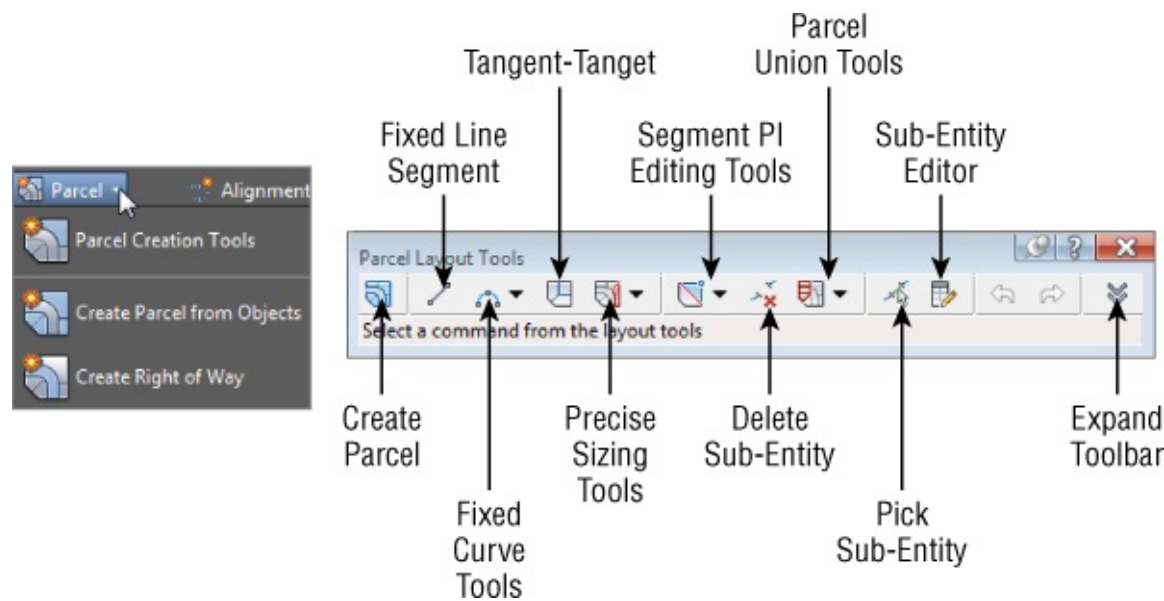 Parcel
Union Tools
Tangent-Tanget
Fixed Line
Segment
Segment PI
Editing Tools
Sub-Entity
Editor
Parcel
Alignment
Parcel Creation Tools
Create Parcel from Objects
Create Right of Way
Parcel Layout Tools
Select a command from the layout tools
Create
Parcel
Precise
Sizing
Tools
Delete
Sub-Entity
Expand
Toolbar
Fixed
Curve
Tools
Pick
Sub-Entity